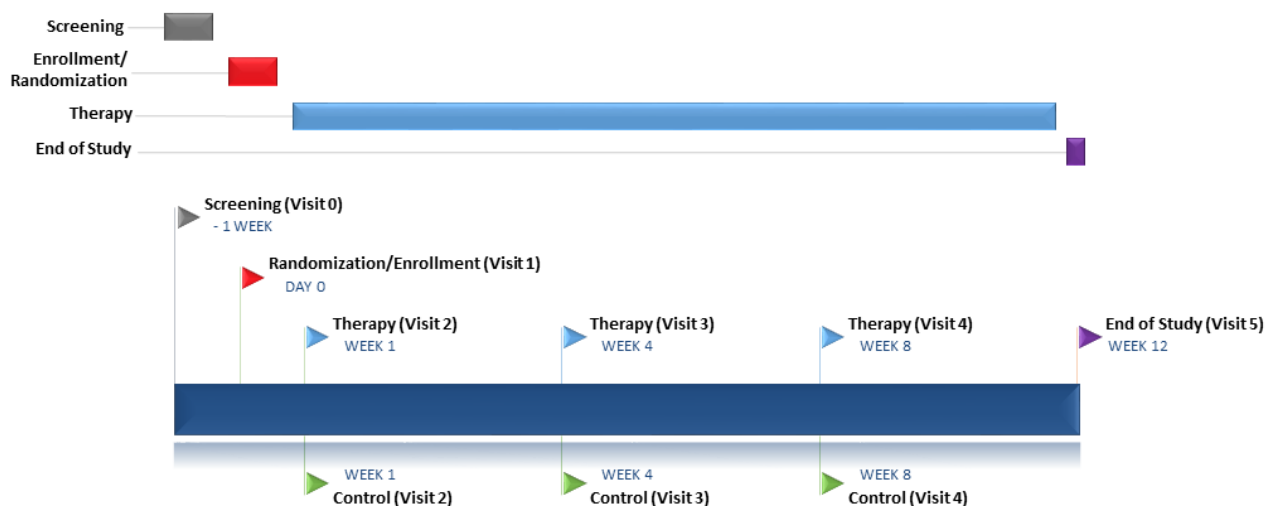 Screening
Enrollment/
Randomization
Therapy
End of Study
Screening (Visit 0)
- 1 WEEK
Randomization/Enrollment (Visit 1)
DAY 0
Therapy (Visit 2)
WEEK 1
Therapy (Visit 3)
WEEK 4
Therapy (Visit 4)
WEEK 8
End of Study (Visit 5)
WEEK 12
WEEK 1
Control (Visit 2)
WEEK 4
Control (Visit 3)
WEEK 8
Control (Visit 4)